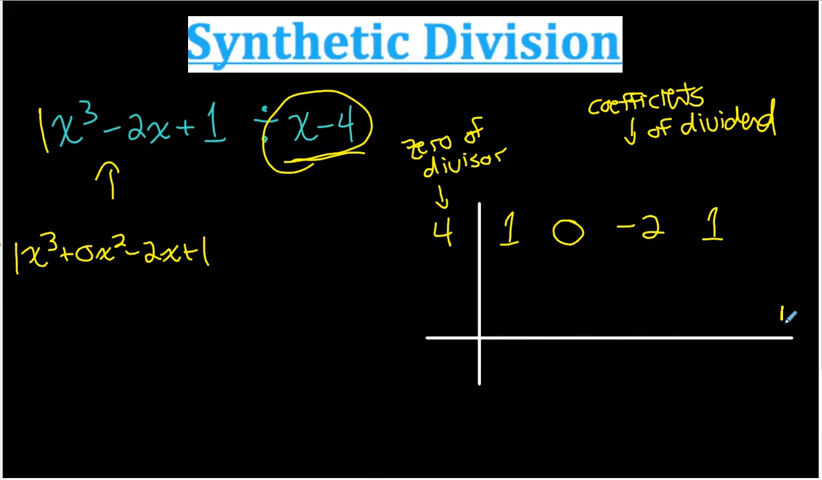 Synthetic Division
1x³ - 2x + 1 ÷ x - 4
coefficients
↓ of dividend
zero of
divisor
↓
4 1 0 -2 1
1x³ + 0x² - 2x + 1